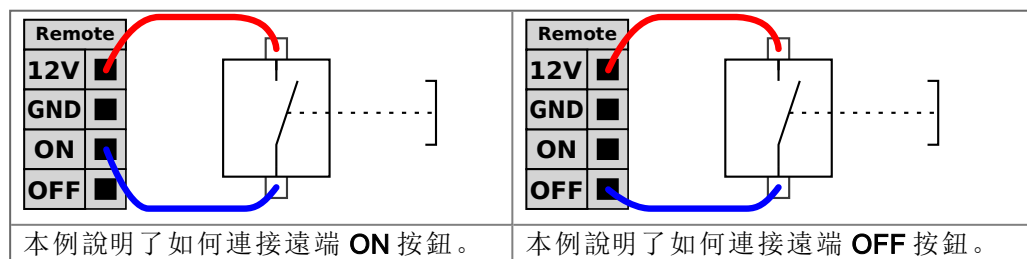 Remote
12V
GND
ON
OFF
本例說明了如何連接遠端 ON 按鈕。
Remote
12V
GND
ON
OFF
本例說明了如何連接遠端 OFF 按鈕。